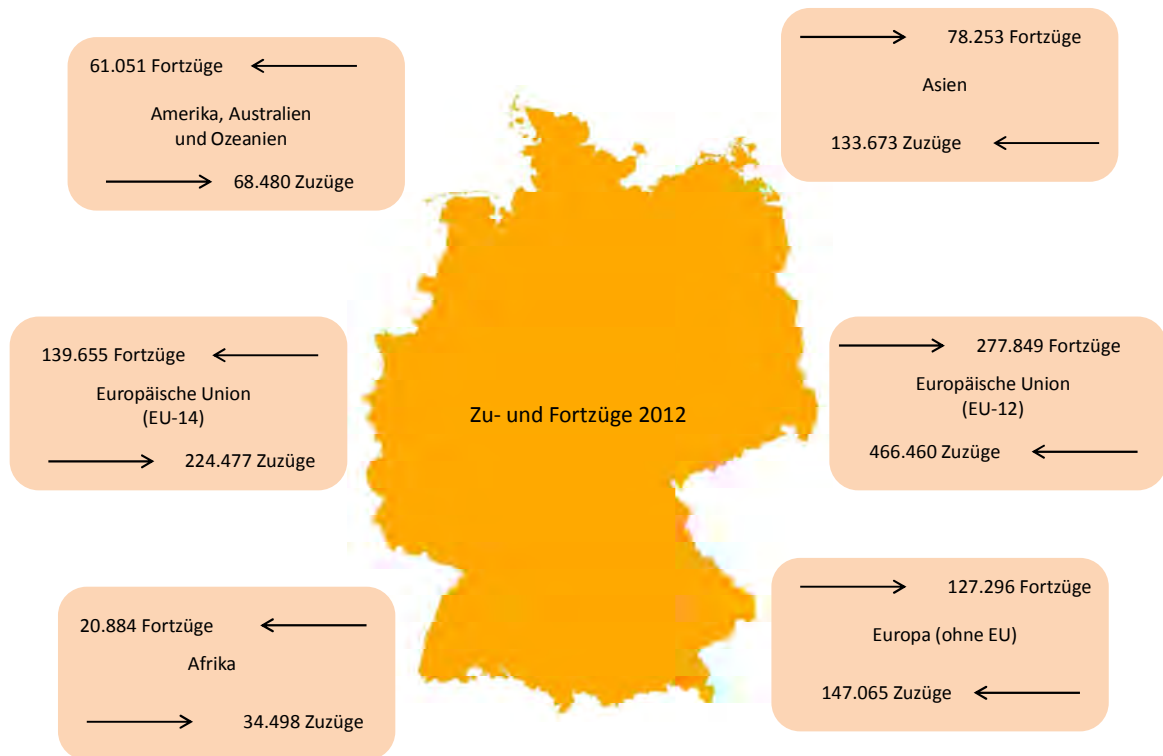 61.051 Fortzüge
Amerika, Australien
und Ozeanien
68.480 Zuzüge
78.253 Fortzüge
Asien
133.673 Zuzüge
139.655 Fortzüge
Europäische Union
(EU-14)
224.477 Zuzüge
Zu- und Fortzüge 2012
277.849 Fortzüge
Europäische Union
(EU-12)
466.460 Zuzüge
20.884 Fortzüge
Afrika
34.498 Zuzüge
127.296 Fortzüge
Europa (ohne EU)
147.065 Zuzüge